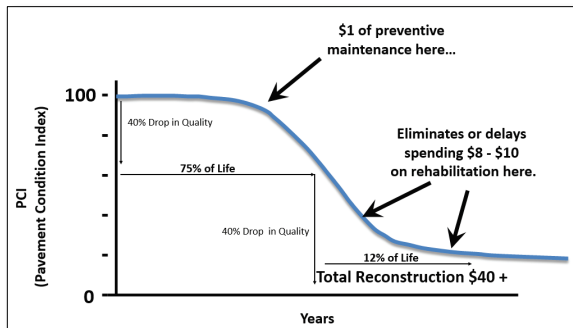 $1 of preventive
maintenance here...
100
40% Drop in Quality
Eliminates or delays
spending $8 - $10
on rehabilitation here.
75% of Life
PCI
(Pavement Condition Index)
40% Drop in Quality
12% of Life
Total Reconstruction $40 +
0
Years